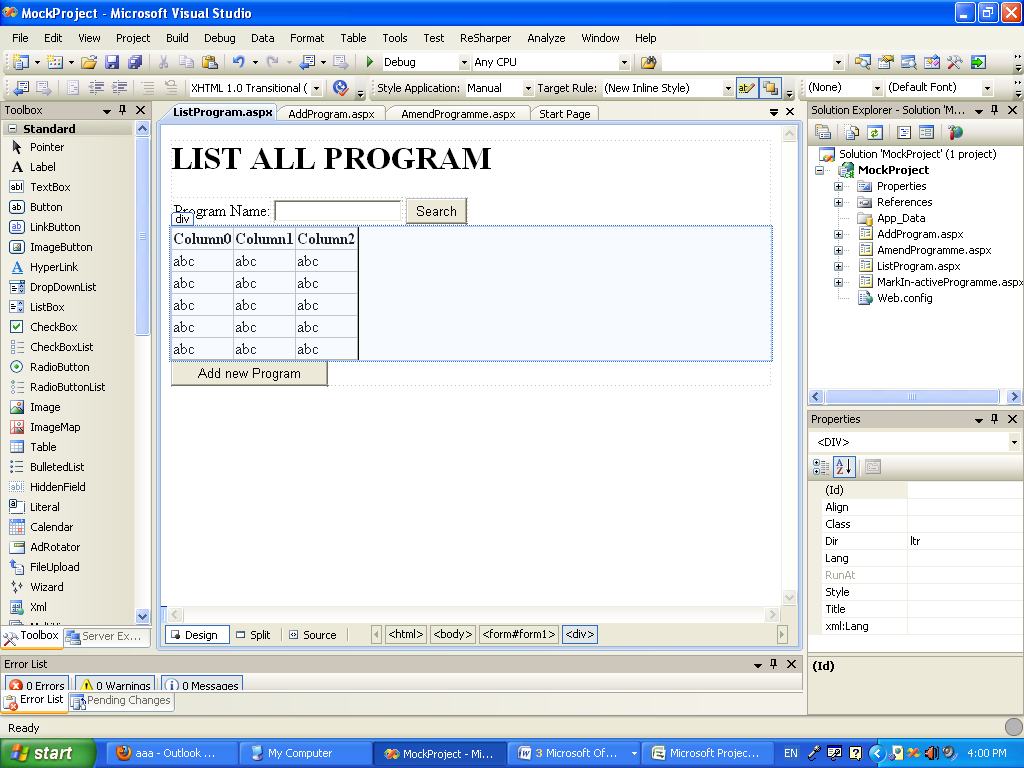 MockProject - Microsoft Visual Studio
File Edit View Project Build Debug Data Format Table Tools Test ReSharper Analyze Window Help
Debug Any CPU
XHTML 1.0 Transitional ( Style Application: Manual Target Rule: (New Inline Style) (None) (Default Font)
Toolbox
Standard
Pointer
Label
TextBox
Button
LinkButton
ImageButton
HyperLink
DropDownList
ListBox
CheckBox
CheckBoxList
RadioButton
RadioButtonList
Image
ImageMap
Table
BulletedList
HiddenField
Literal
Calendar
AdRotator
FileUpload
Wizard
Xml
Toolbox Server Ex...
ListProgram.aspx AddProgram.aspx AmendProgramme.aspx Start Page
LIST ALL PROGRAM
Program Name: Search
div
Column0 Column1 Column2
abc abc abc
abc abc abc
abc abc abc
abc abc abc
abc abc abc
Add new Program
Design Split Source <html> <body> <form#form1> <div>
Solution Explorer - Solution 'M...
Solution 'MockProject' (1 project)
MockProject
Properties
References
App_Data
AddProgram.aspx
AmendProgramme.aspx
ListProgram.aspx
MarkIn-activeProgramme.aspx
Web.config
Properties
<DIV>
(Id)
Align
Class
Dir ltr
Lang
RunAt
Style
Title
xml:Lang
(Id)
Error List
0 Errors 0 Warnings 0 Messages
Error List Pending Changes
Ready
start aaa - Outlook ... My Computer MockProject - Mi... 3 Microsoft Of... Microsoft Projec... EN 4:00 PM